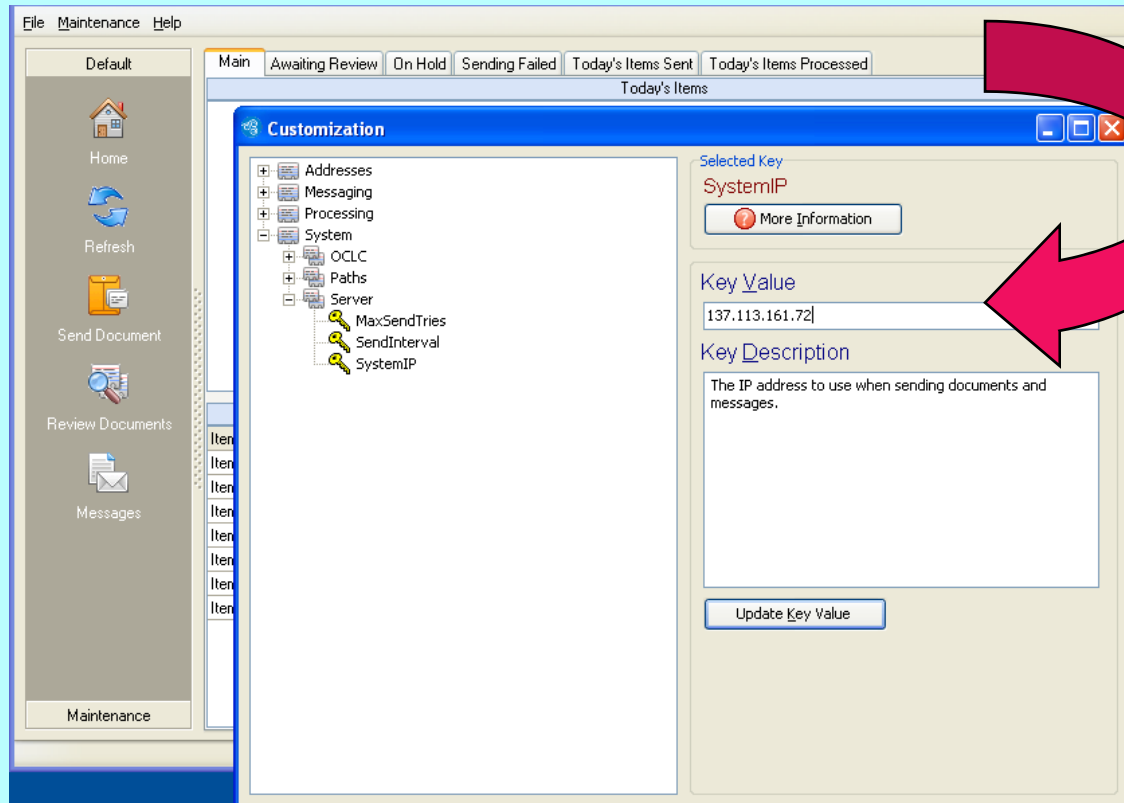 File Maintenance Help
Default
Home
Refresh
Send Document
Review Documents
Messages
Maintenance
Main Awaiting Review On Hold Sending Failed Today's Items Sent Today's Items Processed
Today's Items
Customization
Addresses
Messaging
Processing
System
OCLC
Paths
Server
MaxSendTries
SendInterval
SystemIP
Selected Key
SystemIP
More Information
Key Value
137.113.161.72
Key Description
The IP address to use when sending documents and
messages.
Update Key Value